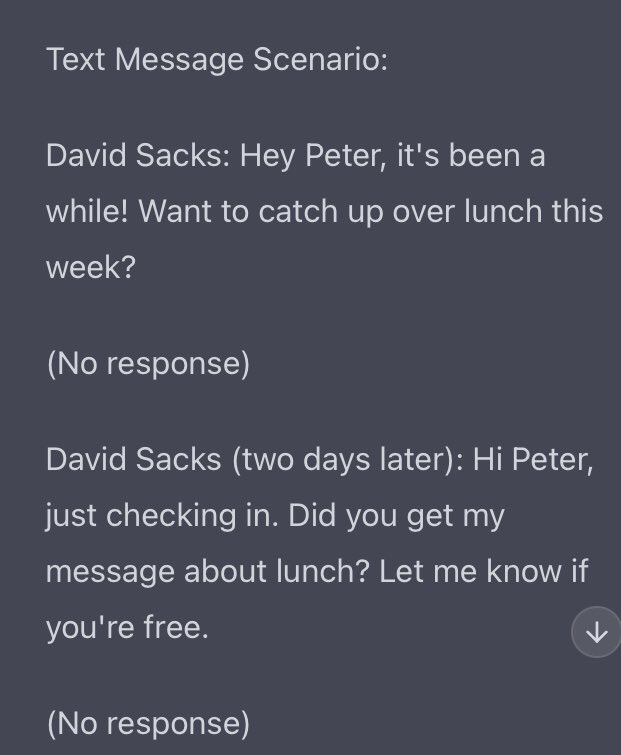 Text Message Scenario:
David Sacks: Hey Peter, it's been a
while! Want to catch up over lunch this
week?
(No response)
David Sacks (two days later): Hi Peter,
just checking in. Did you get my
message about lunch? Let me know if
you're free.
(No response)